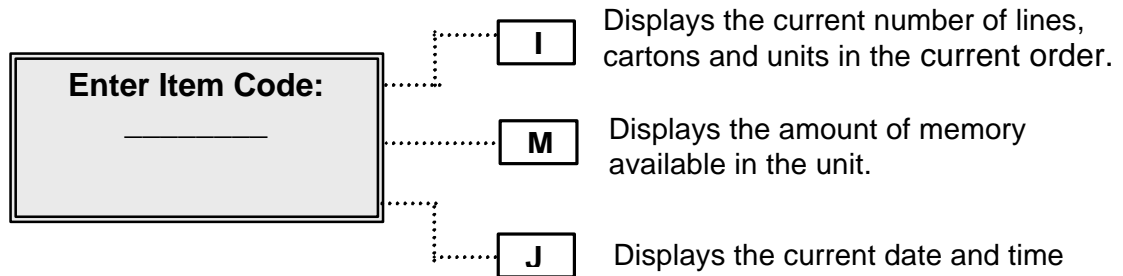 Enter Item Code:
________
I
Displays the current number of lines,
cartons and units in the current order.
M
Displays the amount of memory
available in the unit.
J
Displays the current date and time